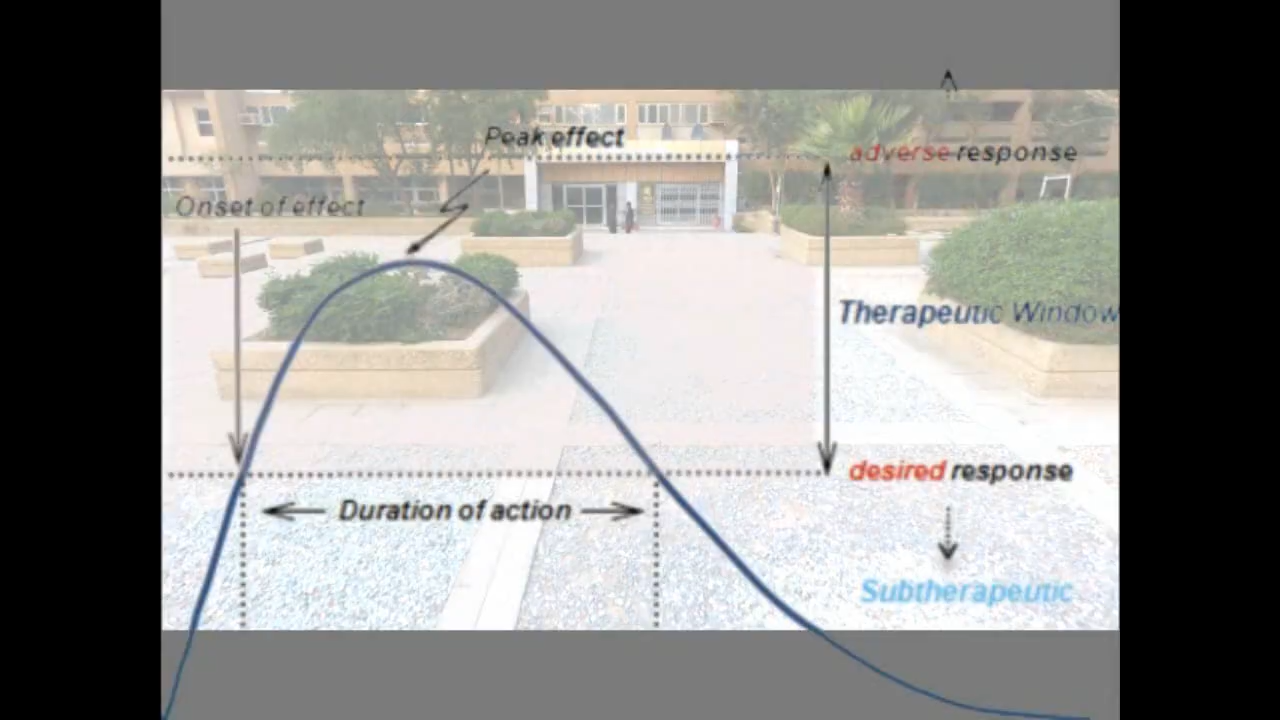 Peak effect
adverse response
Onset of effect
Therapeutic Window
desired response
Duration of action
Subtherapeutic